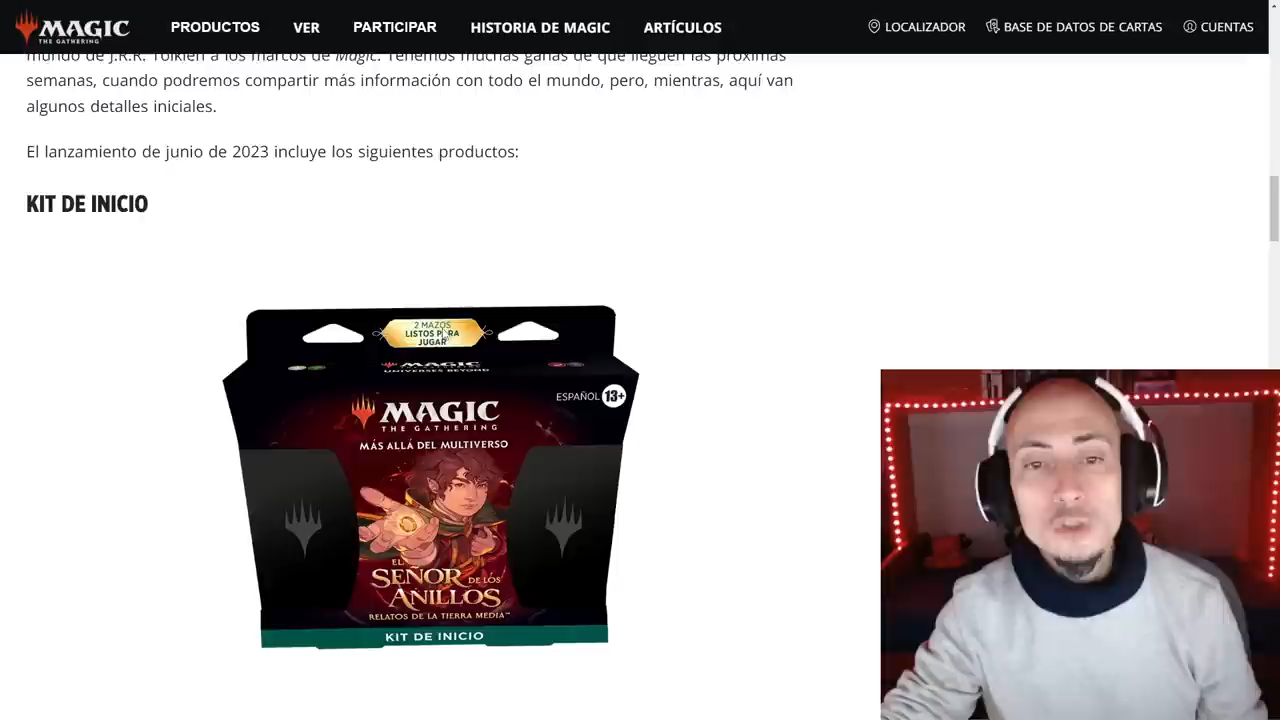 MAGIC
THE GATHERING
PRODUCTOS
VER
PARTICIPAR
HISTORIA DE MAGIC
ARTÍCULOS
LOCALIZADOR
BASE DE DATOS DE CARTAS
CUENTAS
mundo de J.R.R. Tolkien a los marcos de Magic. Tenemos muchas ganas de que lleguen las próximas
semanas, cuando podremos compartir más información con todo el mundo, pero, mientras, aquí van
algunos detalles iniciales.
El lanzamiento de junio de 2023 incluye los siguientes productos:
KIT DE INICIO
2 MAZOS
LISTOS PARA
JUGAR
MAGIC
UNIVERSES BEYOND
ESPAÑOL 13+
MAGIC
THE GATHERING
MÁS ALLÁ DEL MULTIVERSO
EL
SEÑOR DE LOS
ANILLOS
RELATOS DE LA TIERRA MEDIA™
KIT DE INICIO